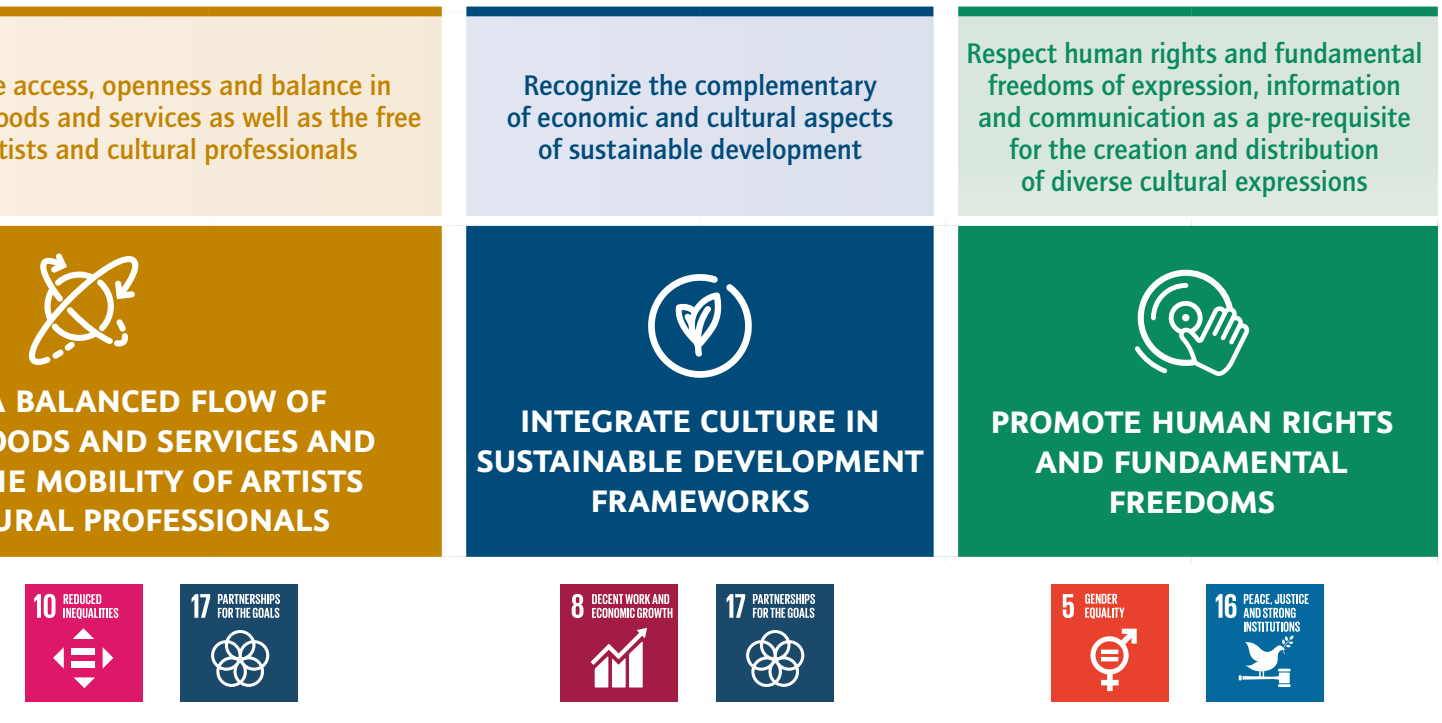 access, openness and balance in
and services as well as the free
and cultural professionals
Recognize the complementary
of economic and cultural aspects
of sustainable development
Respect human rights and fundamental
freedoms of expression, information
and communication as a pre-requisite
for the creation and distribution
of diverse cultural expressions
A BALANCED FLOW OF
AND SERVICES AND
MOBILITY OF ARTISTS
PROFESSIONALS
INTEGRATE CULTURE IN
SUSTAINABLE DEVELOPMENT
FRAMEWORKS
PROMOTE HUMAN RIGHTS
AND FUNDAMENTAL
FREEDOMS
10 REDUCED
INEQUALITIES
17 PARTNERSHIPS
FOR THE GOALS
8 DECENT WORK AND
ECONOMIC GROWTH
17 PARTNERSHIPS
FOR THE GOALS
5 GENDER
EQUALITY
16 PEACE, JUSTICE
AND STRONG
INSTITUTIONS